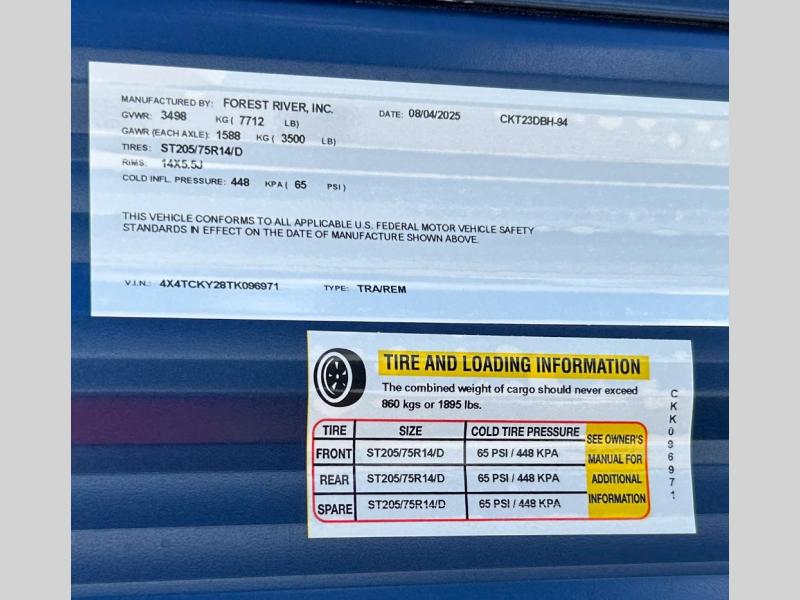 MANUFACTURED BY: FOREST RIVER, INC. DATE: 08/04/2025 CKT23DBH-94
GVWR: 3498 KG ( 7712 LB)
GAWR (EACH AXLE): 1588 KG ( 3500 LB)
TIRES: ST205/75R14/D
RIMS: 14X5.5J
COLD INFL. PRESSURE: 448 KPA ( 65 PSI )
THIS VEHICLE CONFORMS TO ALL APPLICABLE U.S. FEDERAL MOTOR VEHICLE SAFETY
STANDARDS IN EFFECT ON THE DATE OF MANUFACTURE SHOWN ABOVE.
V.I.N.: 4X4TCKY28TK096971 TYPE: TRA/REM
TIRE AND LOADING INFORMATION
The combined weight of cargo should never exceed
860 kgs or 1895 lbs.
TIRE SIZE COLD TIRE PRESSURE
FRONT ST205/75R14/D 65 PSI / 448 KPA
REAR ST205/75R14/D 65 PSI / 448 KPA
SPARE ST205/75R14/D 65 PSI / 448 KPA
SEE OWNER'S
MANUAL FOR
ADDITIONAL
INFORMATION
CKK096971